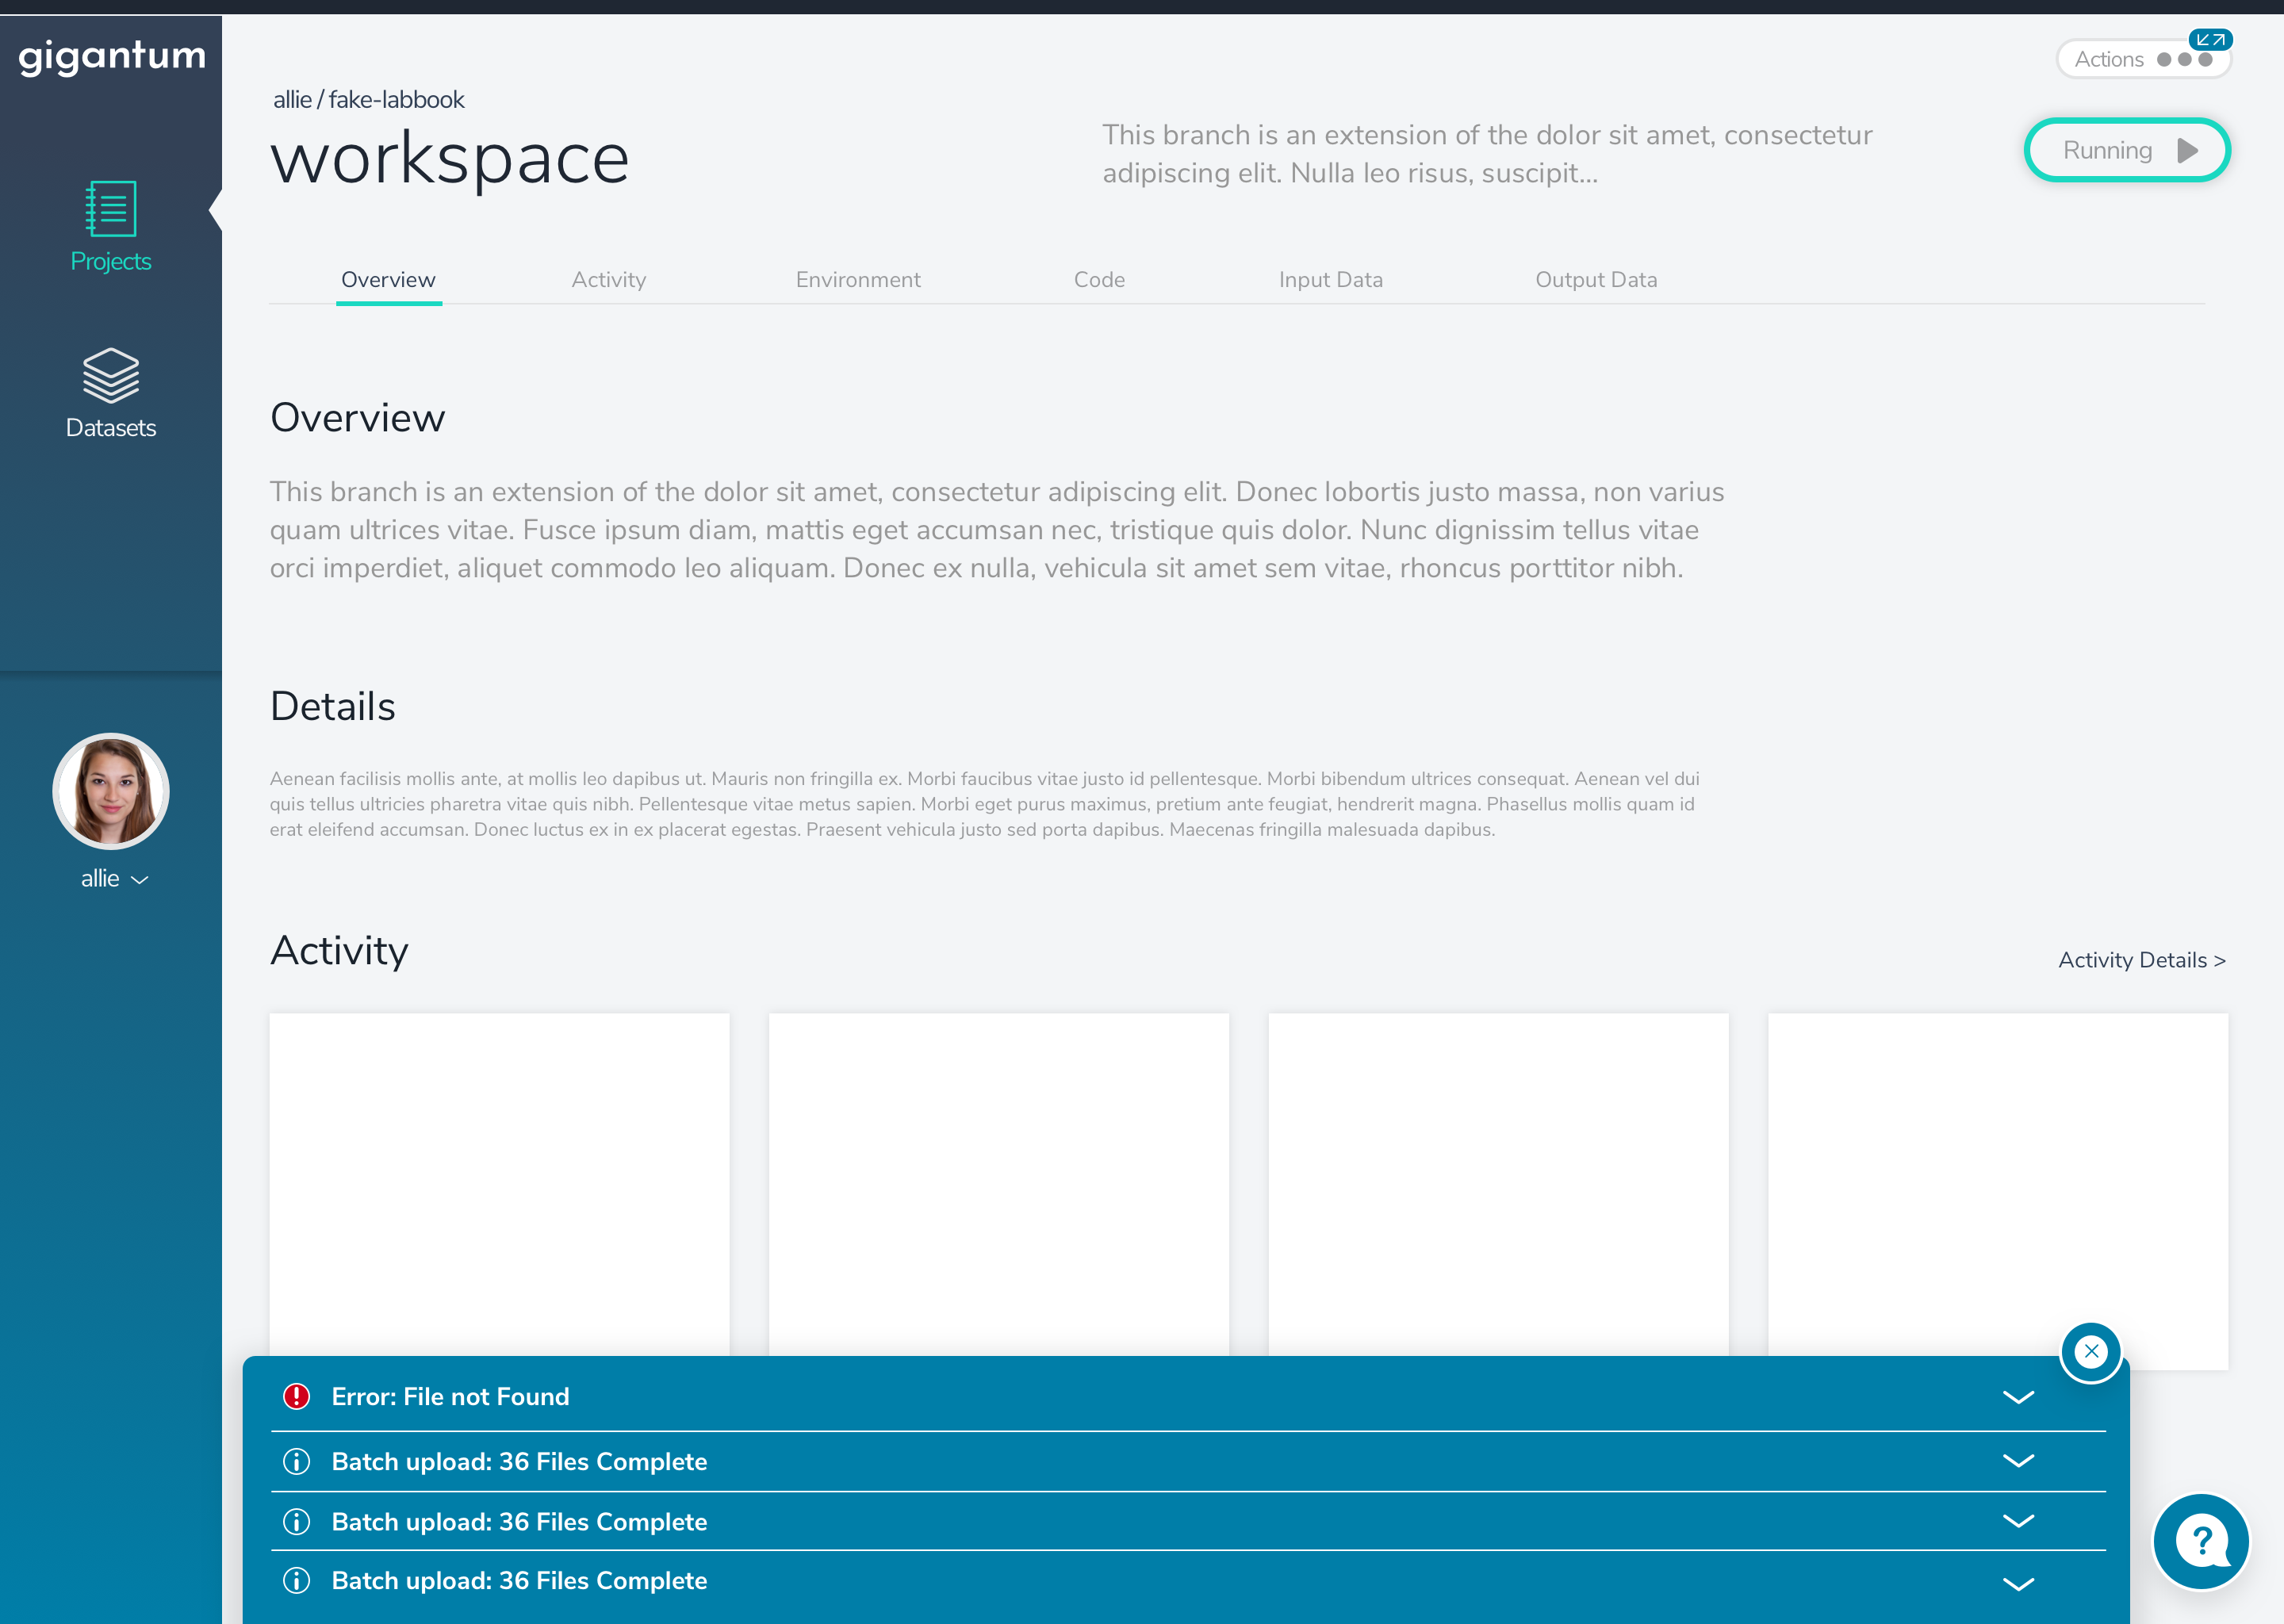 gigantum
Projects
Datasets
allie
allie / fake-labbook
workspace
This branch is an extension of the dolor sit amet, consectetur
adipiscing elit. Nulla leo risus, suscipit...
Actions
Running
Overview
Activity
Environment
Code
Input Data
Output Data
Overview
This branch is an extension of the dolor sit amet, consectetur adipiscing elit. Donec lobortis justo massa, non varius
quam ultrices vitae. Fusce ipsum diam, mattis eget accumsan nec, tristique quis dolor. Nunc dignissim tellus vitae
orci imperdiet, aliquet commodo leo aliquam. Donec ex nulla, vehicula sit amet sem vitae, rhoncus porttitor nibh.
Details
Aenean facilisis mollis ante, at mollis leo dapibus ut. Mauris non fringilla ex. Morbi faucibus vitae justo id pellentesque. Morbi bibendum ultrices consequat. Aenean vel dui
quis tellus ultricies pharetra vitae quis nibh. Pellentesque vitae metus sapien. Morbi eget purus maximus, pretium ante feugiat, hendrerit magna. Phasellus mollis quam id
erat eleifend accumsan. Donec luctus ex in ex placerat egestas. Praesent vehicula justo sed porta dapibus. Maecenas fringilla malesuada dapibus.
Activity
Activity Details >
Error: File not Found
Batch upload: 36 Files Complete
Batch upload: 36 Files Complete
Batch upload: 36 Files Complete